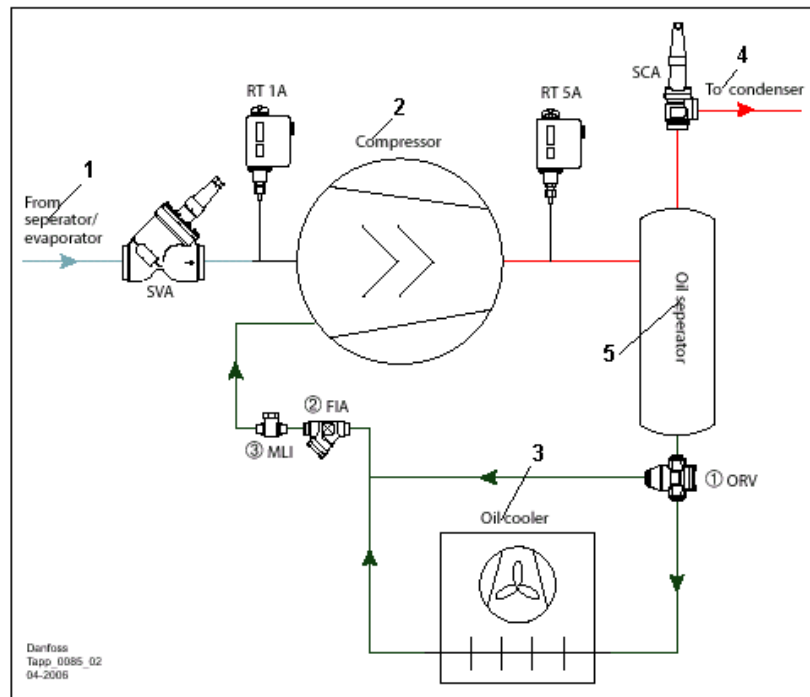 4
SCA
To condenser
RT 1A
2
RT 5A
Compressor
1
From
seperator/
evaporator
SVA
Oil seperator
5
② FIA
③ MLI
3
① ORV
Oil cooler
Danfoss
Tapp_0085_02
04-2006